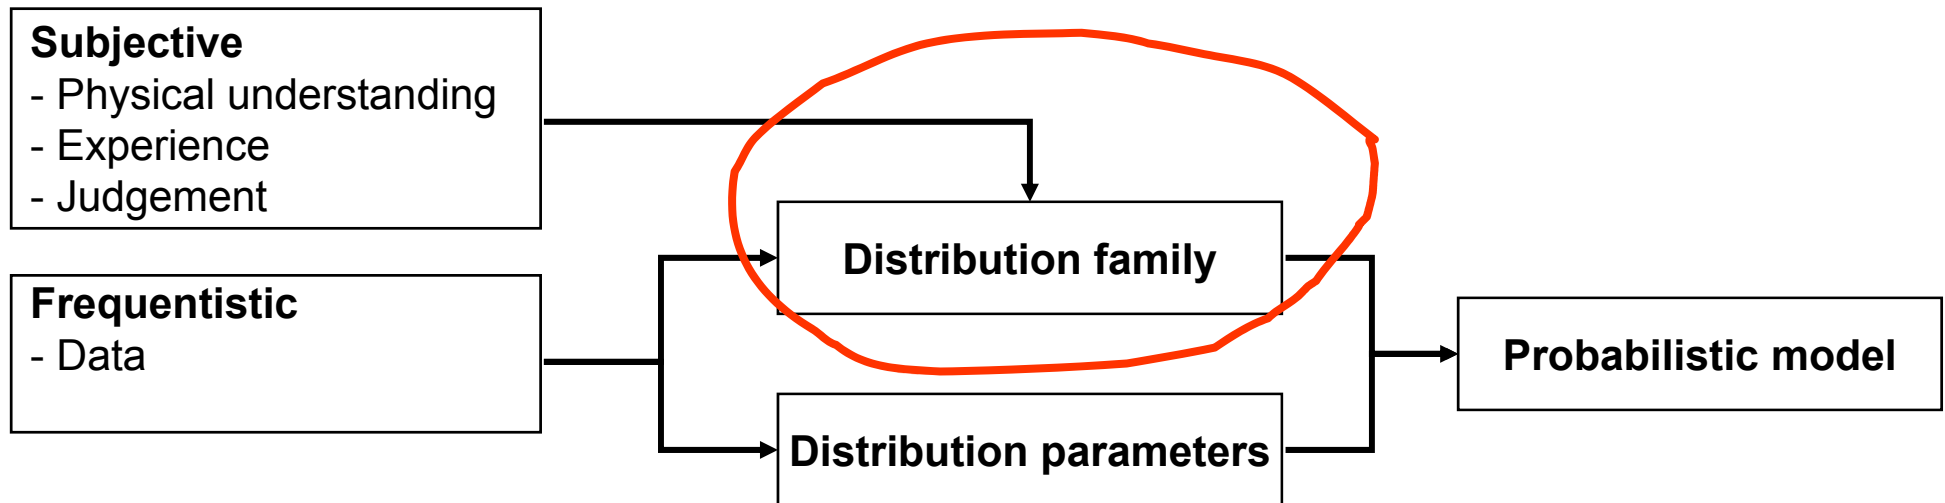 Subjective
- Physical understanding
- Experience
- Judgement
Frequentistic
- Data
Distribution family
Distribution parameters
Probabilistic model